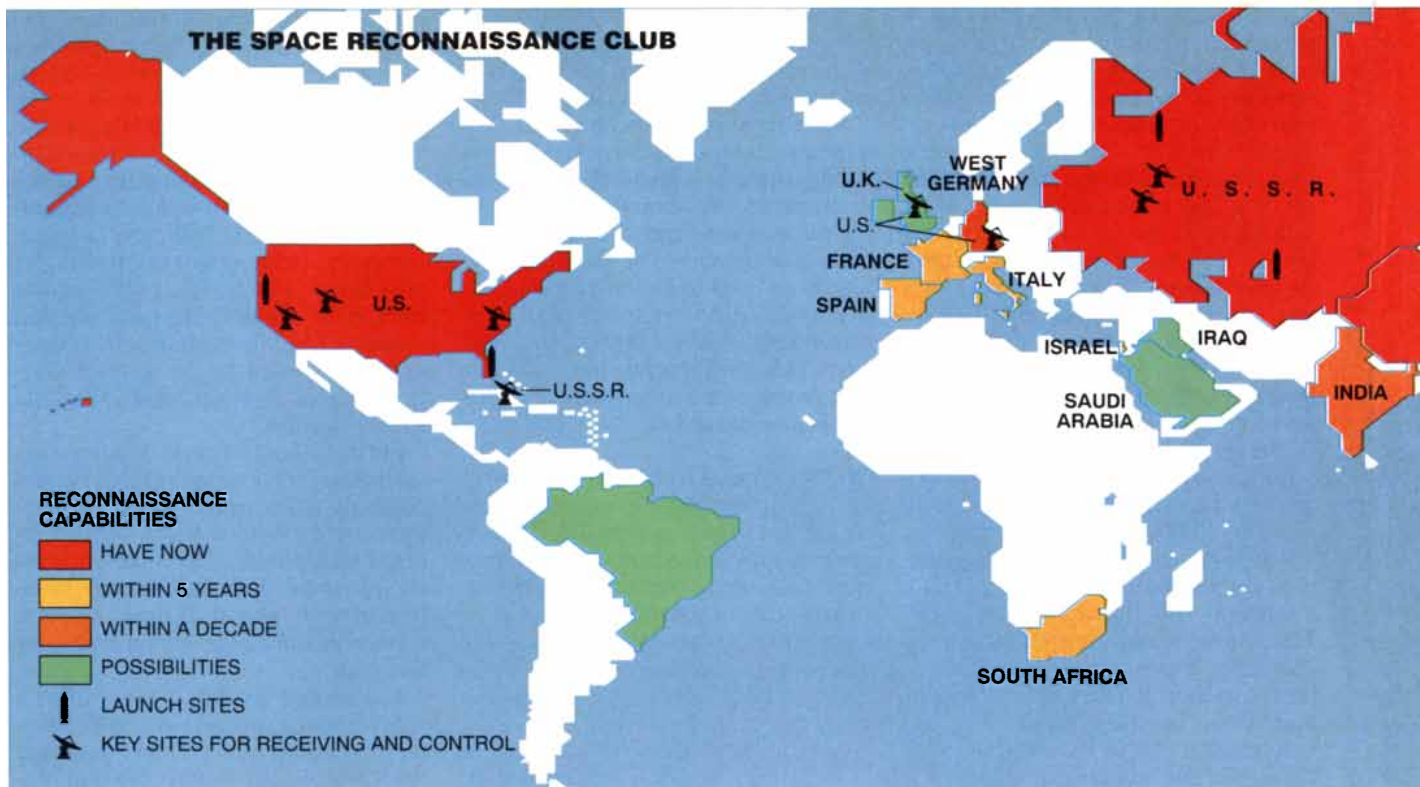 THE SPACE RECONNAISSANCE CLUB
WEST
GERMANY
U.K.
U.S.
U. S. S. R.
FRANCE
ITALY
SPAIN
U.S.
ISRAEL
IRAQ
U.S.S.R.
SAUDI
ARABIA
INDIA
RECONNAISSANCE
CAPABILITIES
HAVE NOW
WITHIN 5 YEARS
WITHIN A DECADE
POSSIBILITIES
LAUNCH SITES
KEY SITES FOR RECEIVING AND CONTROL
SOUTH AFRICA